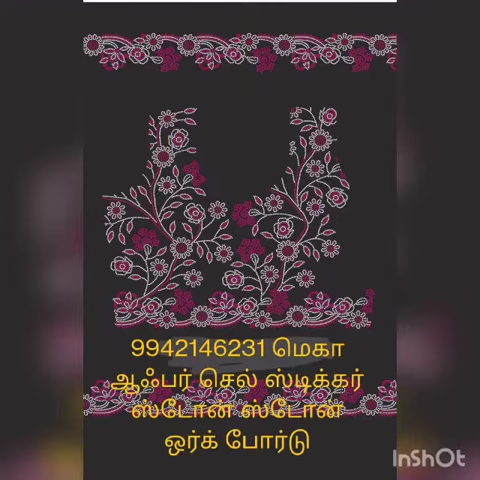 9942146231 மெகா
ஆஃபர் செல் ஸ்டிக்கர்
ஸ்டோன் ஸ்டோன்
ஒர்க் போர்டு
InShOt